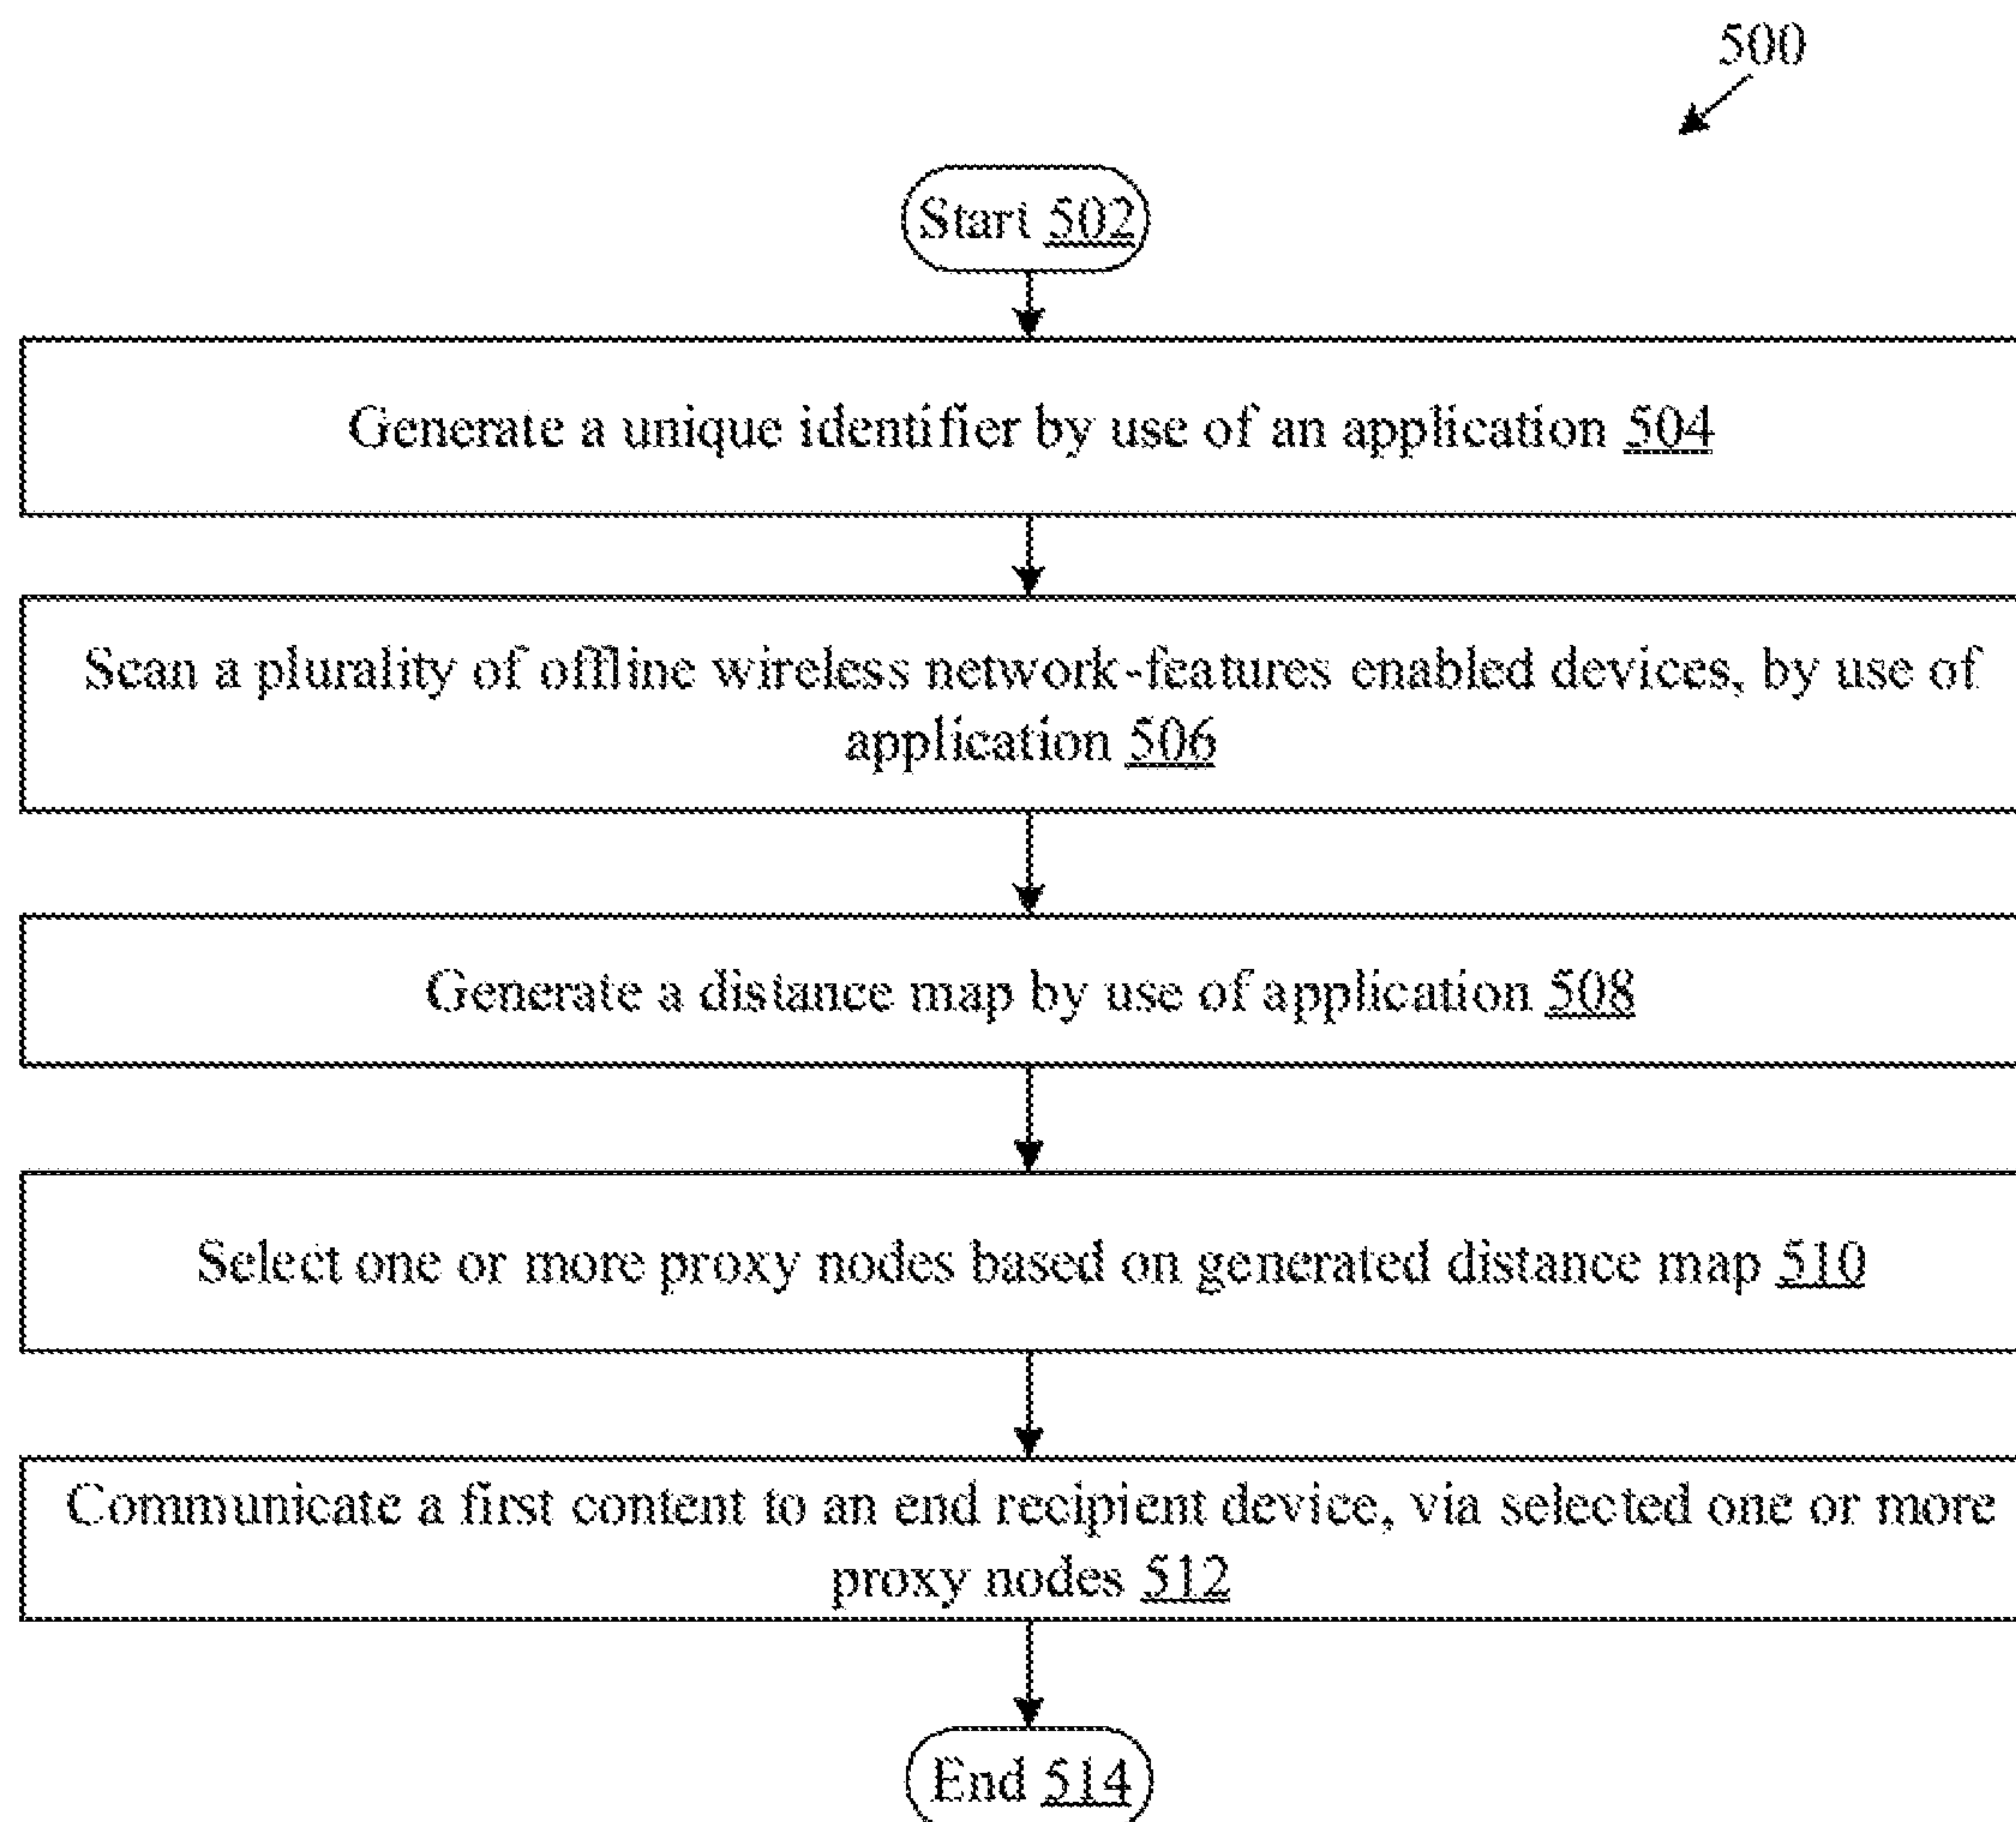 500
Start 502
Generate a unique identifier by use of an application 504
Scan a plurality of offline wireless network-features enabled devices, by use of
application 506
Generate a distance map by use of application 508
Select one or more proxy nodes based on generated distance map 510
Communicate a first content to an end recipient device, via selected one or more
proxy nodes 512
End 514